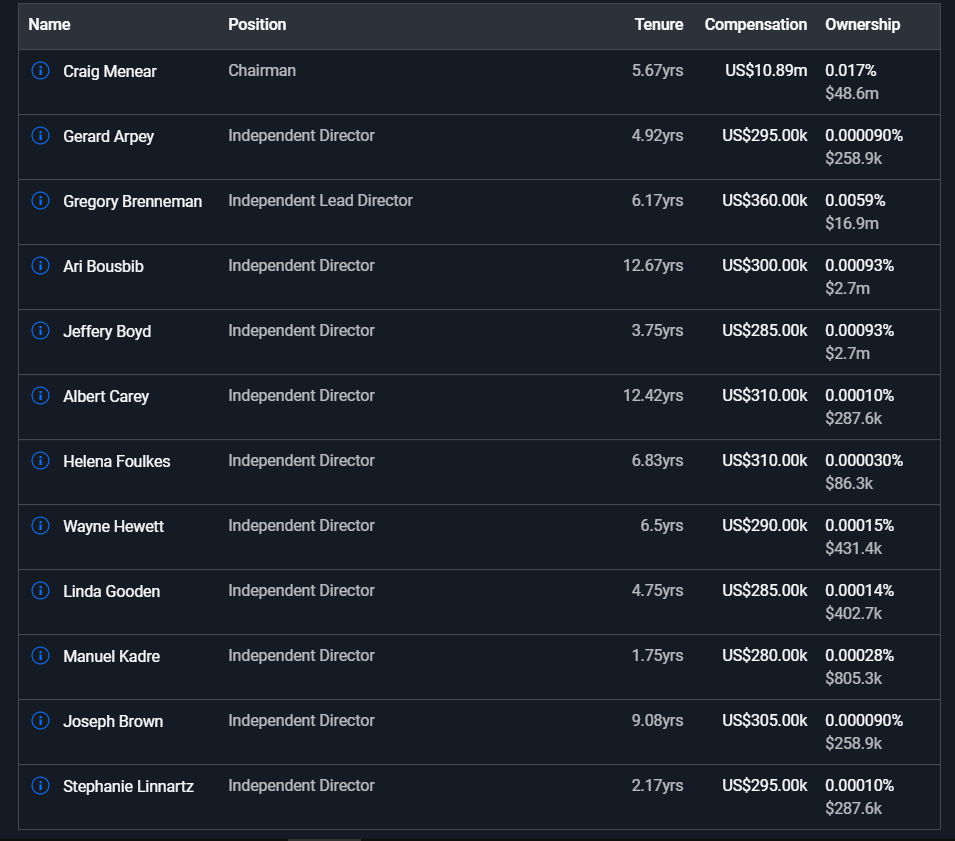 Name Position Tenure Compensation Ownership
Craig Menear Chairman 5.67yrs US$10.89m 0.017%
$48.6m
Gerard Arpey Independent Director 4.92yrs US$295.00k 0.000090%
$258.9k
Gregory Brenneman Independent Lead Director 6.17yrs US$360.00k 0.0059%
$16.9m
Ari Bousbib Independent Director 12.67yrs US$300.00k 0.00093%
$2.7m
Jeffery Boyd Independent Director 3.75yrs US$285.00k 0.00093%
$2.7m
Albert Carey Independent Director 12.42yrs US$310.00k 0.00010%
$287.6k
Helena Foulkes Independent Director 6.83yrs US$310.00k 0.000030%
$86.3k
Wayne Hewett Independent Director 6.5yrs US$290.00k 0.00015%
$431.4k
Linda Gooden Independent Director 4.75yrs US$285.00k 0.00014%
$402.7k
Manuel Kadre Independent Director 1.75yrs US$280.00k 0.00028%
$805.3k
Joseph Brown Independent Director 9.08yrs US$305.00k 0.000090%
$258.9k
Stephanie Linnartz Independent Director 2.17yrs US$295.00k 0.00010%
$287.6k